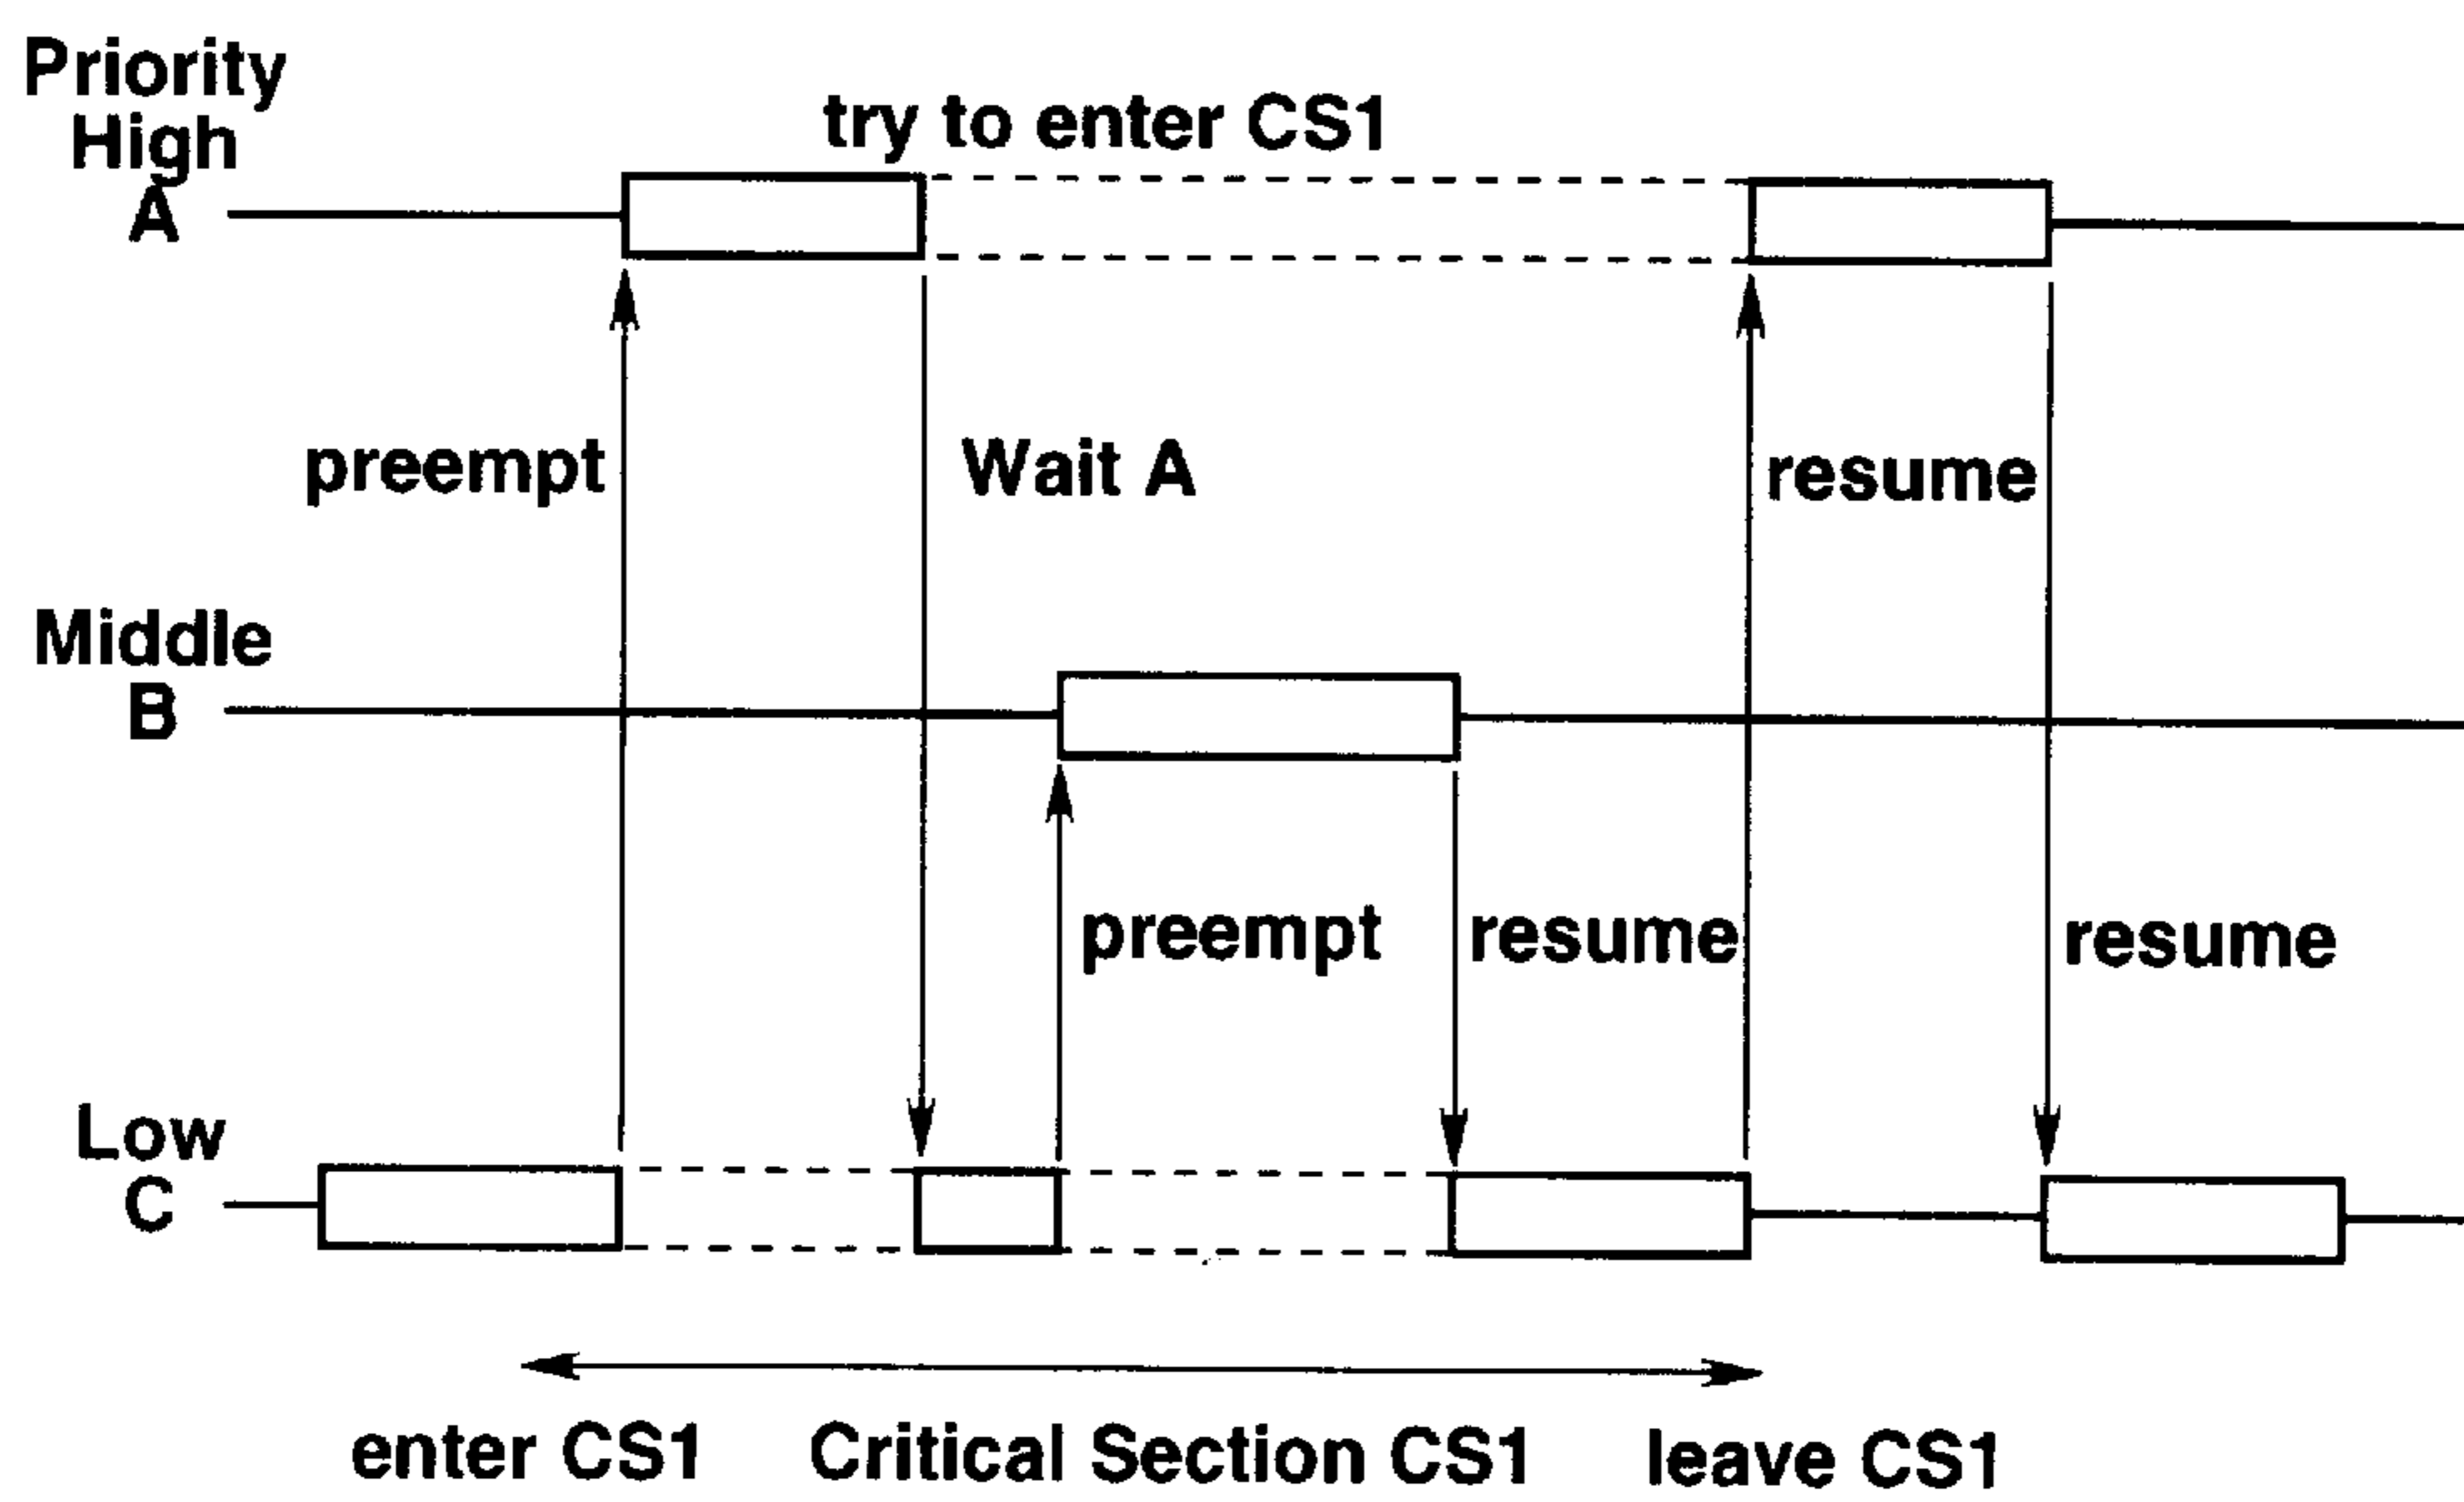 Priority
High
A
try to enter CS1
preempt
Wait A
resume
Middle
B
preempt
resume
resume
Low
C
enter CS1
Critical Section CS1
leave CS1